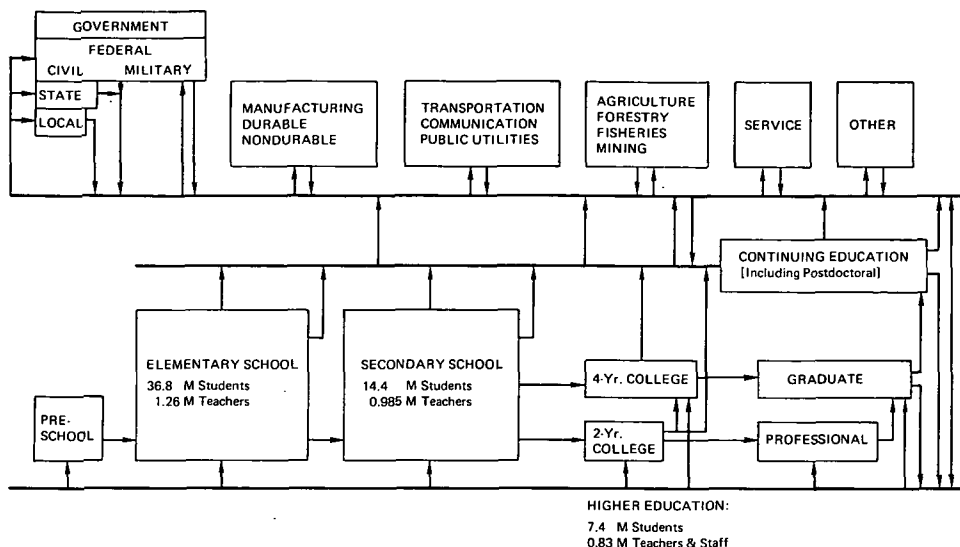 GOVERNMENT
FEDERAL
CIVIL MILITARY
STATE
LOCAL
MANUFACTURING
DURABLE
NONDURABLE
TRANSPORTATION
COMMUNICATION
PUBLIC UTILITIES
AGRICULTURE
FORESTRY
FISHERIES
MINING
SERVICE
OTHER
CONTINUING EDUCATION
[Including Postdoctoral]
ELEMENTARY SCHOOL
36.8 M Students
1.26 M Teachers
SECONDARY SCHOOL
14.4 M Students
0.985 M Teachers
4-Yr. COLLEGE
GRADUATE
PRE-
SCHOOL
2-Yr.
COLLEGE
PROFESSIONAL
HIGHER EDUCATION:
7.4 M Students
0.83 M Teachers & Staff